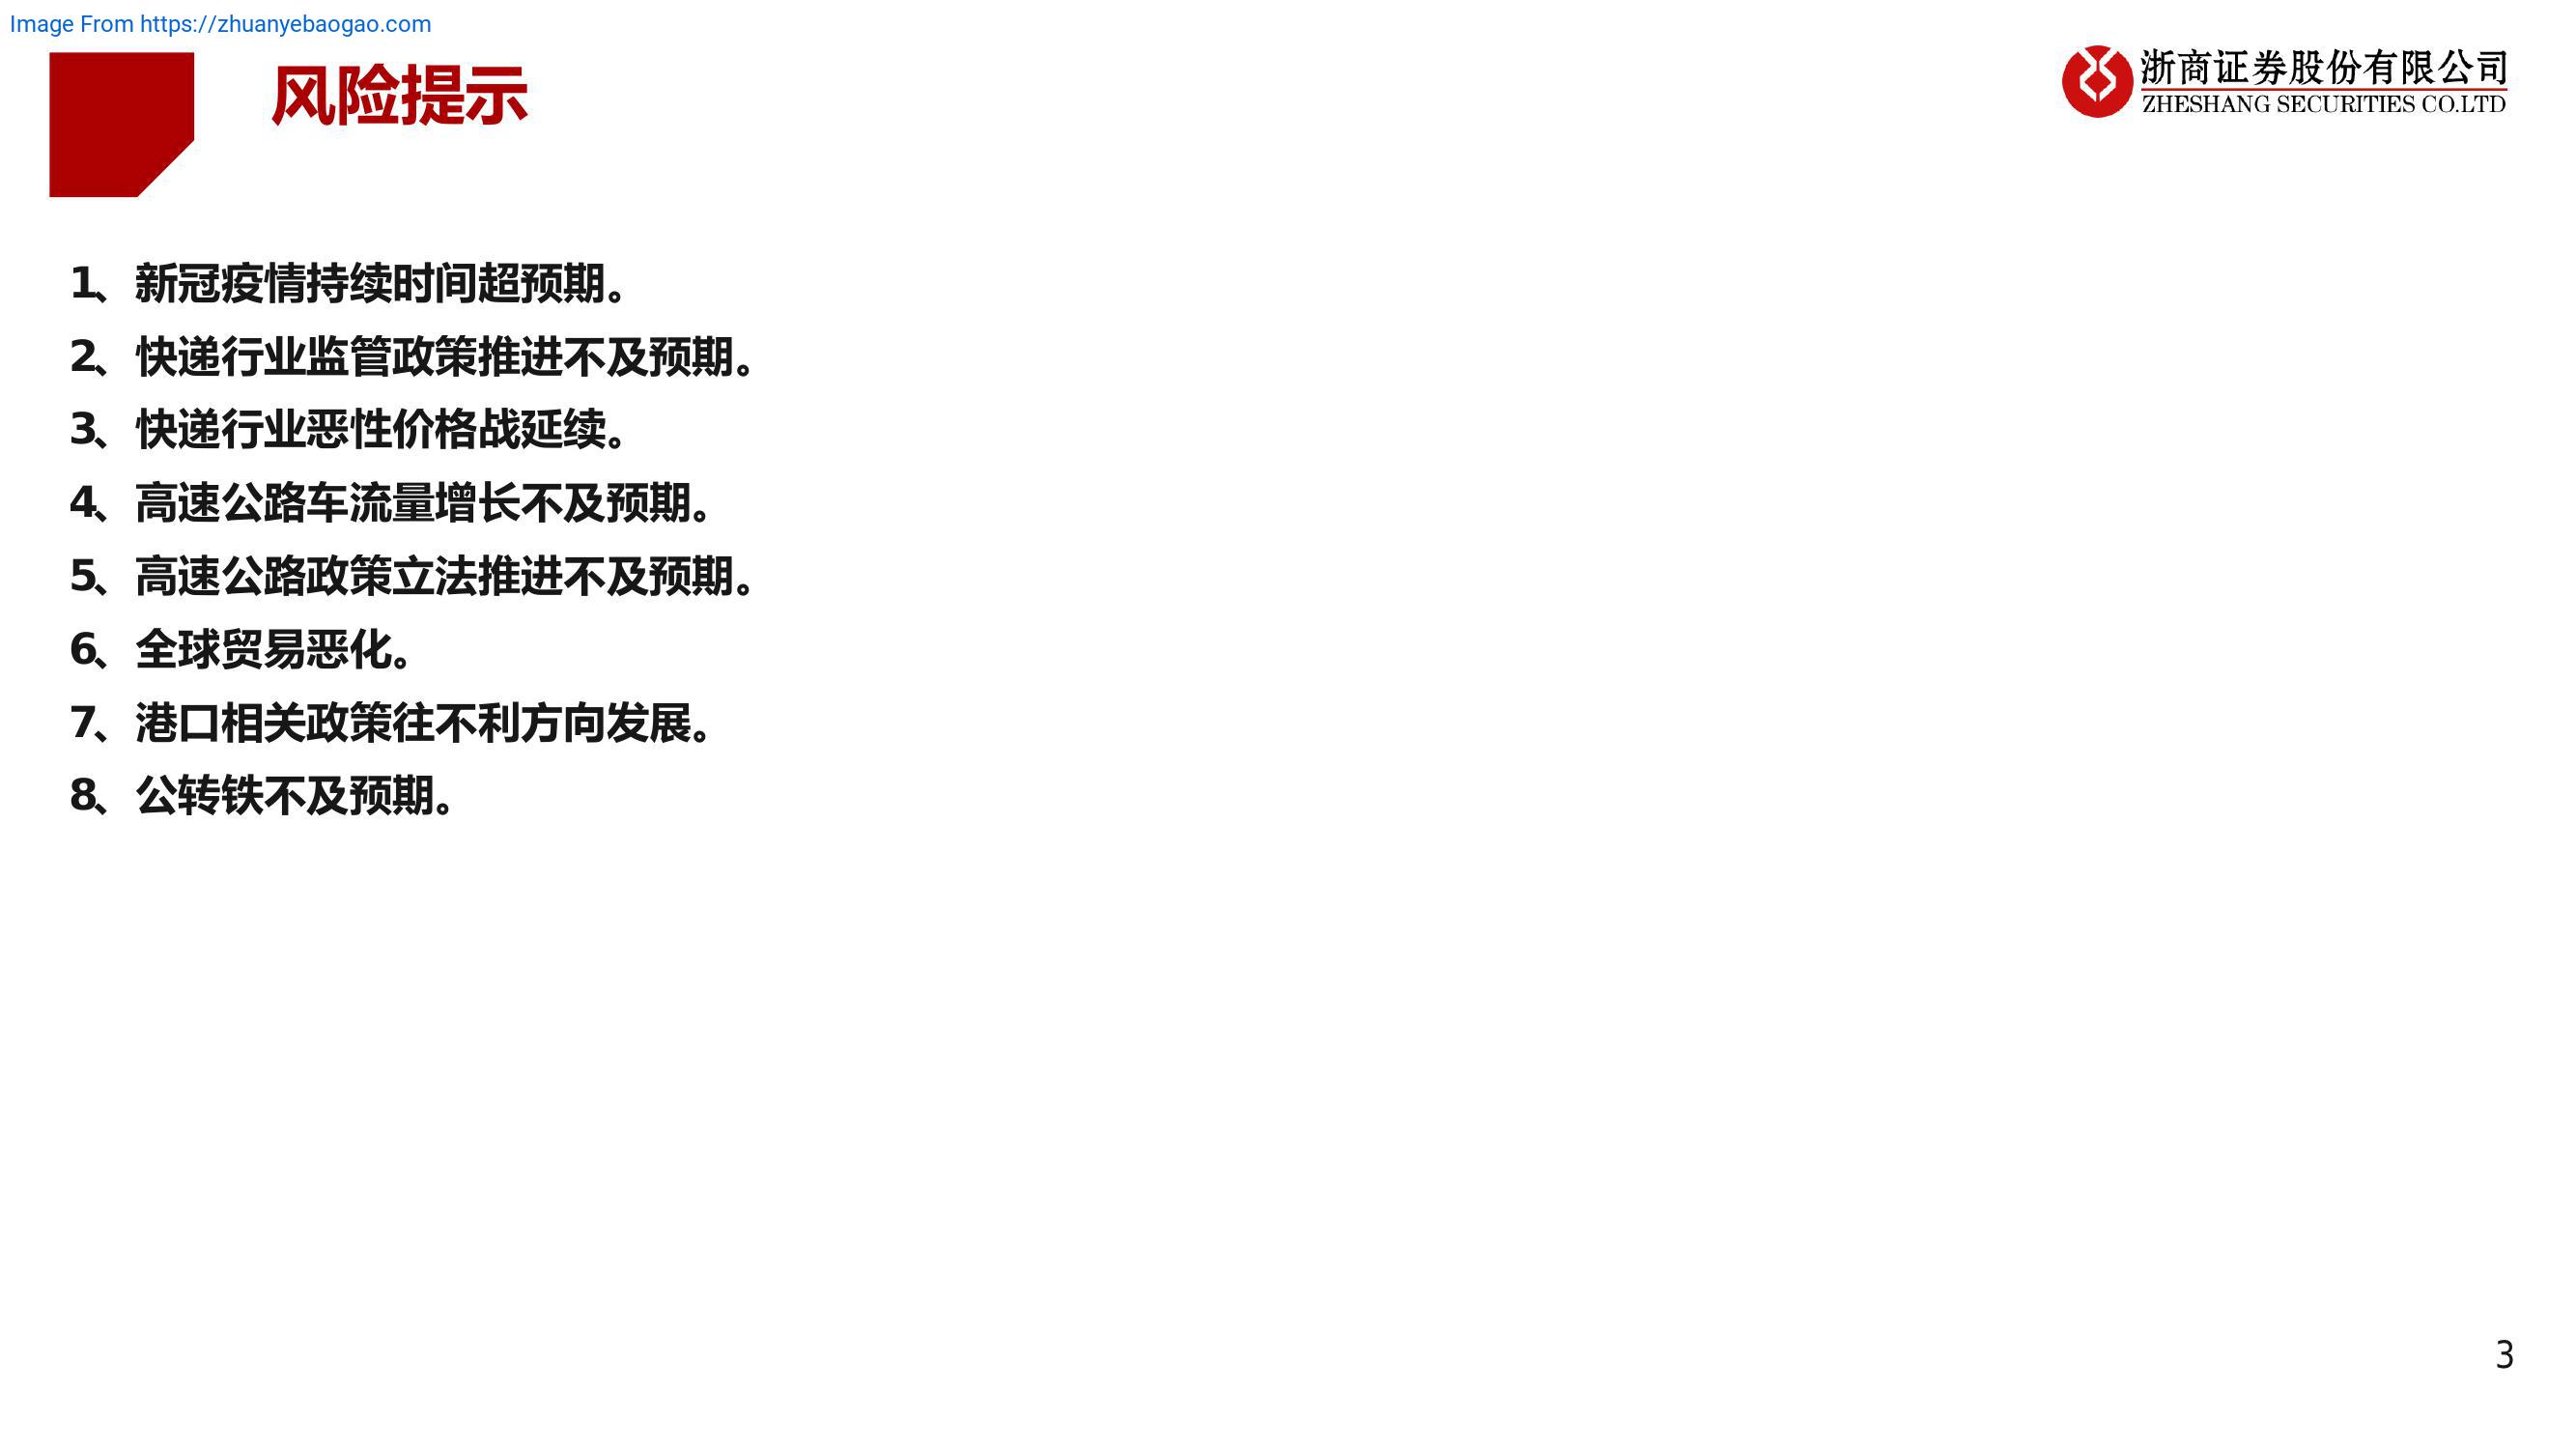 Image From https://zhuanyebaogao.com
风险提示
浙商证券股份有限公司
ZHESHANG SECURITIES CO.LTD
1、新冠疫情持续时间超预期。
2、快递行业监管政策推进不及预期。
3、快递行业恶性价格战延续。
4、高速公路车流量增长不及预期。
5、高速公路政策立法推进不及预期。
6、全球贸易恶化。
7、港口相关政策往不利方向发展。
8、公转铁不及预期。
3